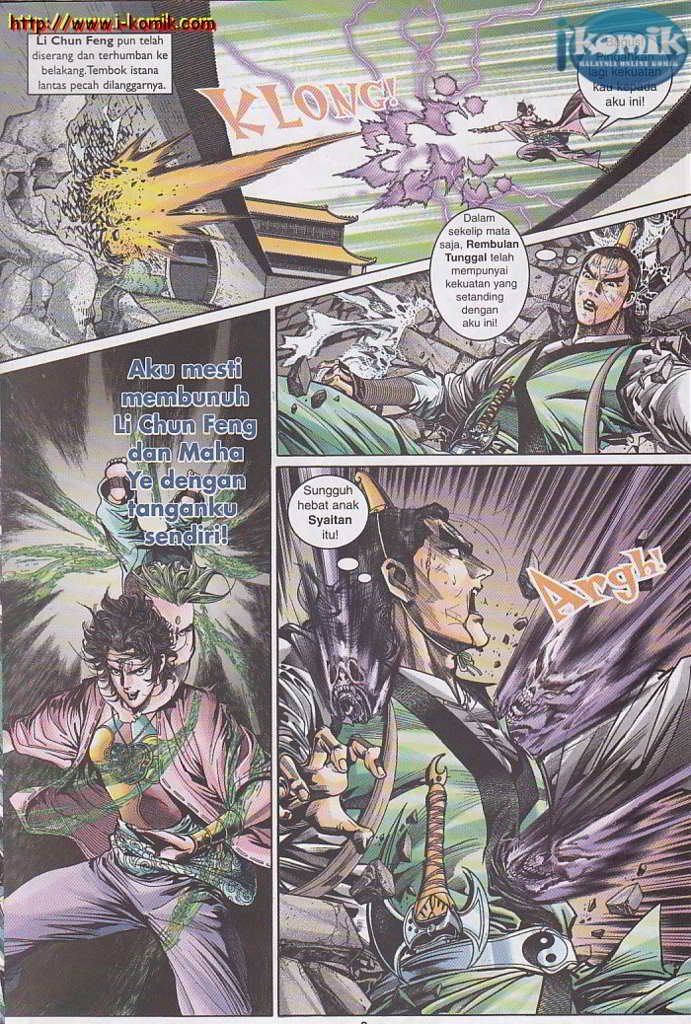 http://www.i-komik.com
Li Chun Feng pun telah
diserang dan terhumban ke
belakang.Tembok istana
lantas pecah dilanggarnya.
KLONG!
ikomik
MALAYSIA ONLINE KOMIK
lagi kekuatan
kau kepada
aku ini!
Dalam
sekelip mata
saja, Rembulan
Tunggal telah
mempunyai
kekuatan yang
setanding
dengan
aku ini!
Aku mesti
membunuh
Li Chun Feng
dan Maha
Ye dengan
tanganku
sendiri!
Sungguh
hebat anak
Syaitan
itu!
Argh!